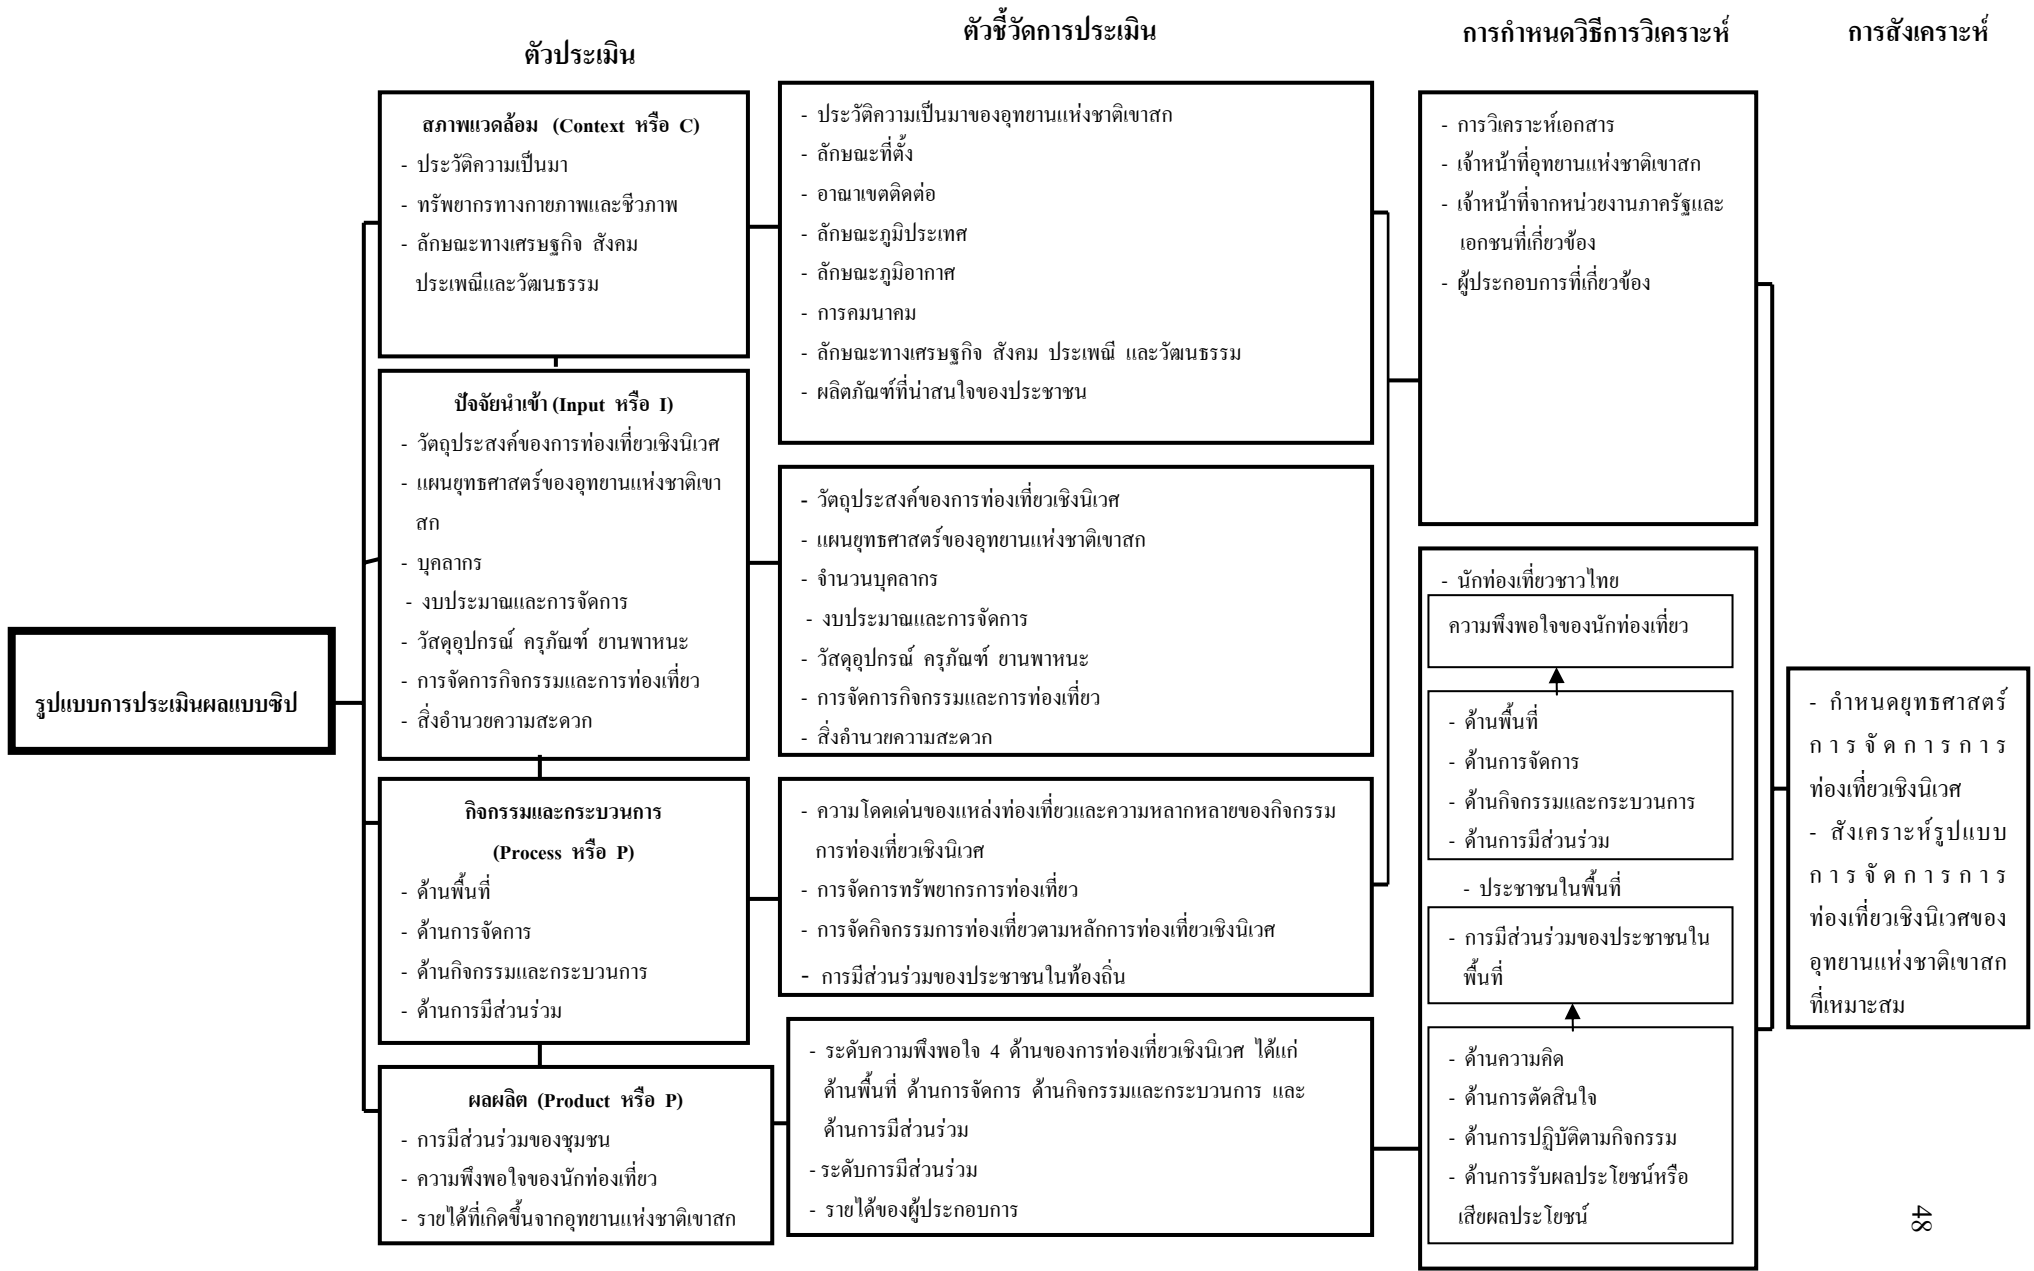 ตัวประเมิน
ตัวชี้วัดการประเมิน
การกำหนดวิธีการวิเคราะห์
การสังเคราะห์
รูปแบบการประเมินผลแบบซิป
สภาพแวดล้อม (Context หรือ C)
- ประวัติความเป็นมา
- ทรัพยากรทางกายภาพและชีวภาพ
- ลักษณะทางเศรษฐกิจ สังคม
ประเพณีและวัฒนธรรม
ปัจจัยนำเข้า (Input หรือ I)
- วัตถุประสงค์ของการท่องเที่ยวเชิงนิเวศ
- แผนยุทธศาสตร์ของอุทยานแห่งชาติเขา
สก
- บุคลากร
- งบประมาณและการจัดการ
- วัสดุอุปกรณ์ ครุภัณฑ์ ยานพาหนะ
- การจัดการกิจกรรมและการท่องเที่ยว
- สิ่งอำนวยความสะดวก
กิจกรรมและกระบวนการ
(Process หรือ P)
- ด้านพื้นที่
- ด้านการจัดการ
- ด้านกิจกรรมและกระบวนการ
- ด้านการมีส่วนร่วม
ผลผลิต (Product หรือ P)
- การมีส่วนร่วมของชุมชน
- ความพึงพอใจของนักท่องเที่ยว
- รายได้ที่เกิดขึ้นจากอุทยานแห่งชาติเขาสก
- ประวัติความเป็นมาของอุทยานแห่งชาติเขาสก
- ลักษณะที่ตั้ง
- อาณาเขตติดต่อ
- ลักษณะภูมิประเทศ
- ลักษณะภูมิอากาศ
- การคมนาคม
- ลักษณะทางเศรษฐกิจ สังคม ประเพณี และวัฒนธรรม
- ผลิตภัณฑ์ที่น่าสนใจของประชาชน
- วัตถุประสงค์ของการท่องเที่ยวเชิงนิเวศ
- แผนยุทธศาสตร์ของอุทยานแห่งชาติเขาสก
- จำนวนบุคลากร
- งบประมาณและการจัดการ
- วัสดุอุปกรณ์ ครุภัณฑ์ ยานพาหนะ
- การจัดการกิจกรรมและการท่องเที่ยว
- สิ่งอำนวยความสะดวก
- ความโดดเด่นของแหล่งท่องเที่ยวและความหลากหลายของกิจกรรม
การท่องเที่ยวเชิงนิเวศ
- การจัดการทรัพยากรการท่องเที่ยว
- การจัดกิจกรรมการท่องเที่ยวตามหลักการท่องเที่ยวเชิงนิเวศ
- การมีส่วนร่วมของประชาชนในท้องถิ่น
- ระดับความพึงพอใจ 4 ด้านของการท่องเที่ยวเชิงนิเวศ ได้แก่
ด้านพื้นที่ ด้านการจัดการ ด้านกิจกรรมและกระบวนการ และ
ด้านการมีส่วนร่วม
- ระดับการมีส่วนร่วม
- รายได้ของผู้ประกอบการ
- การวิเคราะห์เอกสาร
- เจ้าหน้าที่อุทยานแห่งชาติเขาสก
- เจ้าหน้าที่จากหน่วยงานภาครัฐและ
เอกชนที่เกี่ยวข้อง
- ผู้ประกอบการที่เกี่ยวข้อง
- นักท่องเที่ยวชาวไทย
ความพึงพอใจของนักท่องเที่ยว
- ด้านพื้นที่
- ด้านการจัดการ
- ด้านกิจกรรมและกระบวนการ
- ด้านการมีส่วนร่วม
- ประชาชนในพื้นที่
- การมีส่วนร่วมของประชาชนใน
พื้นที่
- ด้านความคิด
- ด้านการตัดสินใจ
- ด้านการปฏิบัติตามกิจกรรม
- ด้านการรับผลประโยชน์หรือ
เสียผลประโยชน์
- กำหนดยุทธศาสตร์
การจัดการการ
ท่องเที่ยวเชิงนิเวศ
- สังเคราะห์รูปแบบ
การจัดการการ
ท่องเที่ยวเชิงนิเวศของ
อุทยานแห่งชาติเขาสก
ที่เหมาะสม
48